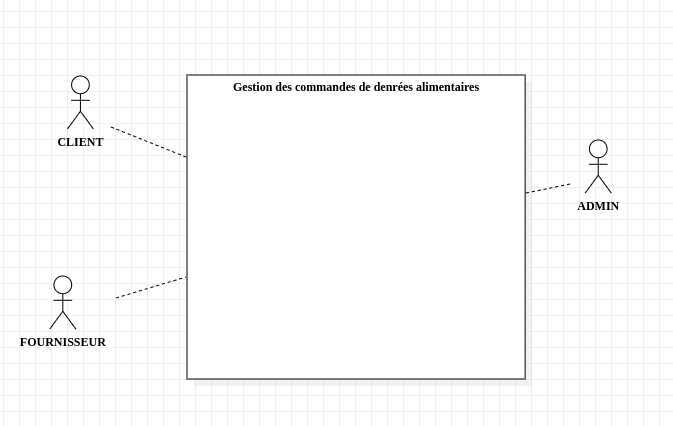 Gestion des commandes de denrées alimentaires
CLIENT
ADMIN
FOURNISSEUR